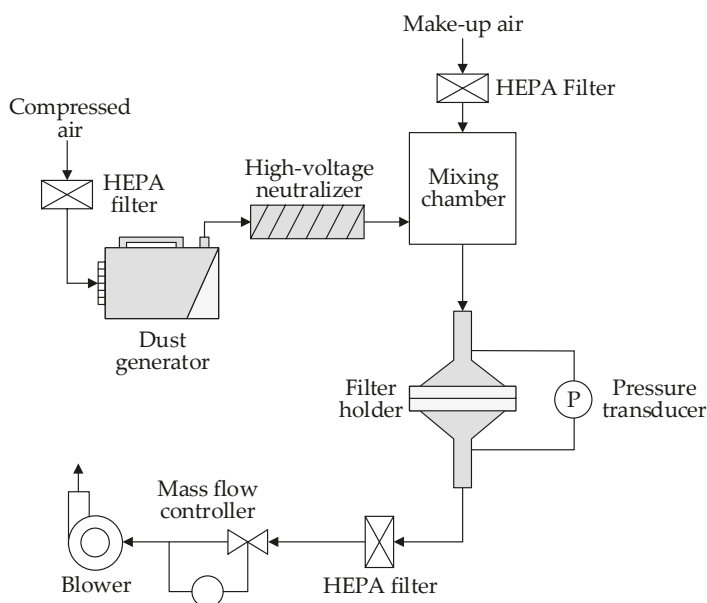 Make-up air
HEPA Filter
Compressed
air
HEPA
filter
High-voltage
neutralizer
Mixing
chamber
Dust
generator
Filter
holder
P
Pressure
transducer
Mass flow
controller
Blower
HEPA filter